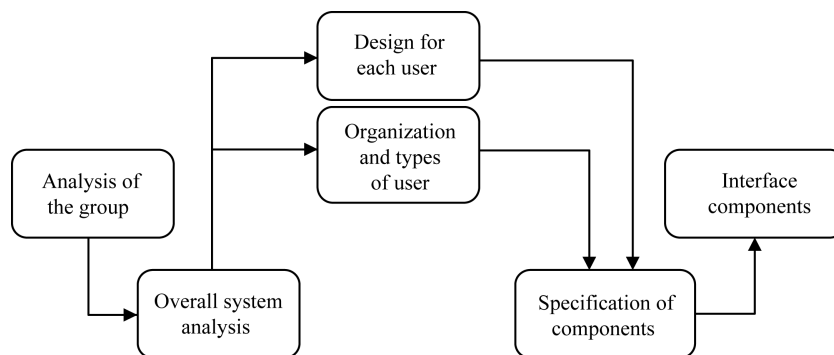 Design for
each user
Organization
and types
of user
Analysis of
the group
Interface
components
Overall system
analysis
Specification of
components